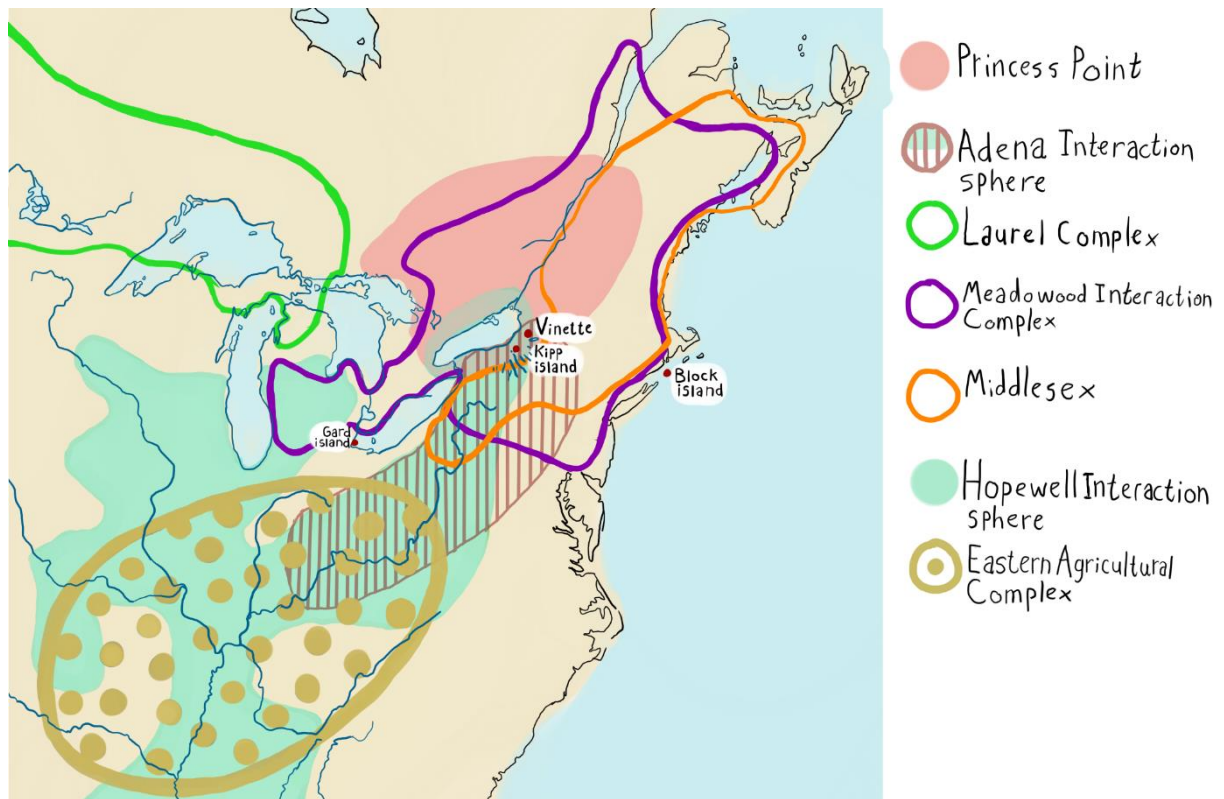 Princess Point
Adena Interaction
sphere
Laurel Complex
Meadowood Interaction
Complex
Middlesex
Hopewell Interaction
sphere
Eastern Agricultural
Complex
Vinette
Kipp
island
Block
island
Gard
island